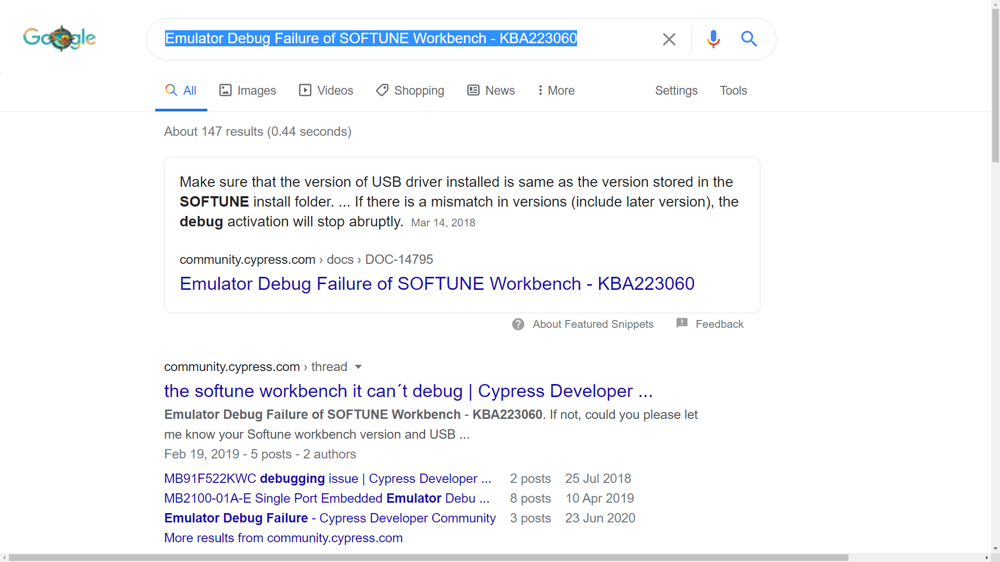 Google
Emulator Debug Failure of SOFTUNE Workbench - KBA223060
All Images Videos Shopping News More Settings Tools
About 147 results (0.44 seconds)
Make sure that the version of USB driver installed is same as the version stored in the
SOFTUNE install folder. ... If there is a mismatch in versions (include later version), the
debug activation will stop abruptly. Mar 14, 2018
community.cypress.com › docs › DOC-14795
Emulator Debug Failure of SOFTUNE Workbench - KBA223060
About Featured Snippets Feedback
community.cypress.com › thread
the softune workbench it can´t debug | Cypress Developer ...
Emulator Debug Failure of SOFTUNE Workbench - KBA223060. If not, could you please let
me know your Softune workbench version and USB ...
Feb 19, 2019 - 5 posts - 2 authors
MB91F522KWC debugging issue | Cypress Developer ... 2 posts 25 Jul 2018
MB2100-01A-E Single Port Embedded Emulator Debu ... 8 posts 10 Apr 2019
Emulator Debug Failure - Cypress Developer Community 3 posts 23 Jun 2020
More results from community.cypress.com